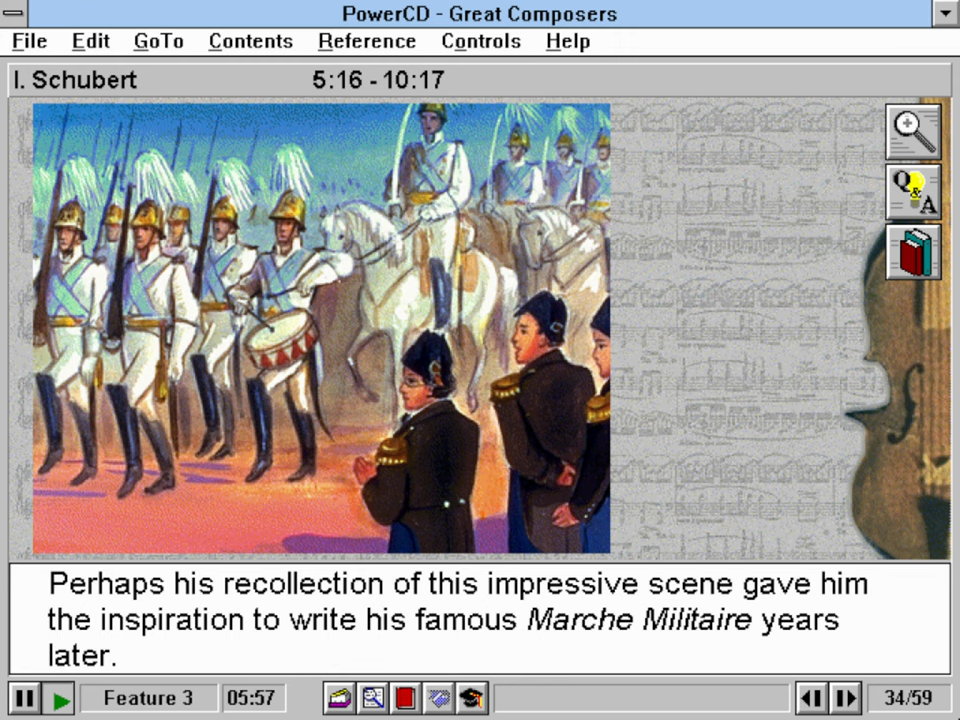 PowerCD - Great Composers
File Edit GoTo Contents Reference Controls Help
I. Schubert 5:16 - 10:17
Q & A
Perhaps his recollection of this impressive scene gave him
the inspiration to write his famous Marche Militaire years
later.
Feature 3 05:57 34/59